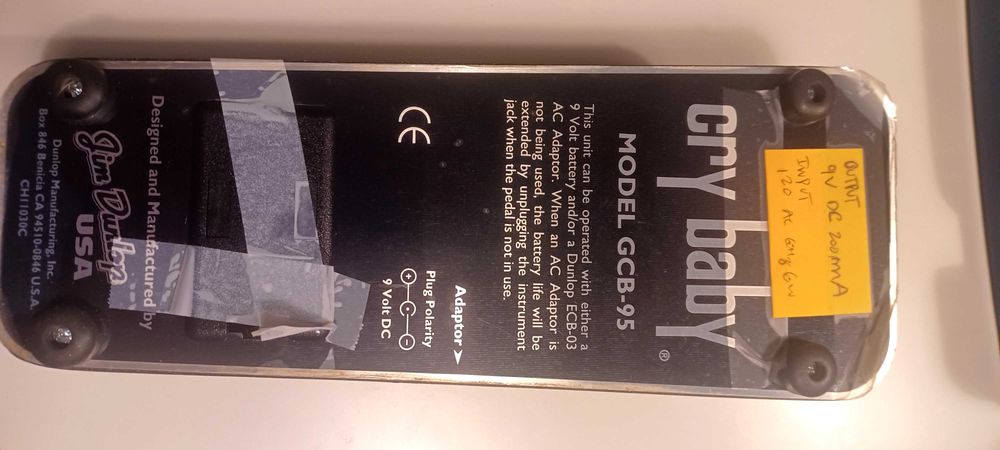 cry baby®
MODEL GCB-95
This unit can be operated with either a
9 Volt battery and/or a Dunlop ECB-03
AC Adaptor. When an AC Adaptor is
not being used, the battery life will be
extended by unplugging the instrument
jack when the pedal is not in use.
Adaptor
Plug Polarity
+ −
9 Volt DC
CE
Designed and Manufactured by
Jim Dunlop
USA
Dunlop Manufacturing, Inc.
Box 846 Benicia CA 94510-0846 U.S.A.
CH11030C
OUTPUT
9V DC 200mA
INPUT
120 AC 60Hz 6W